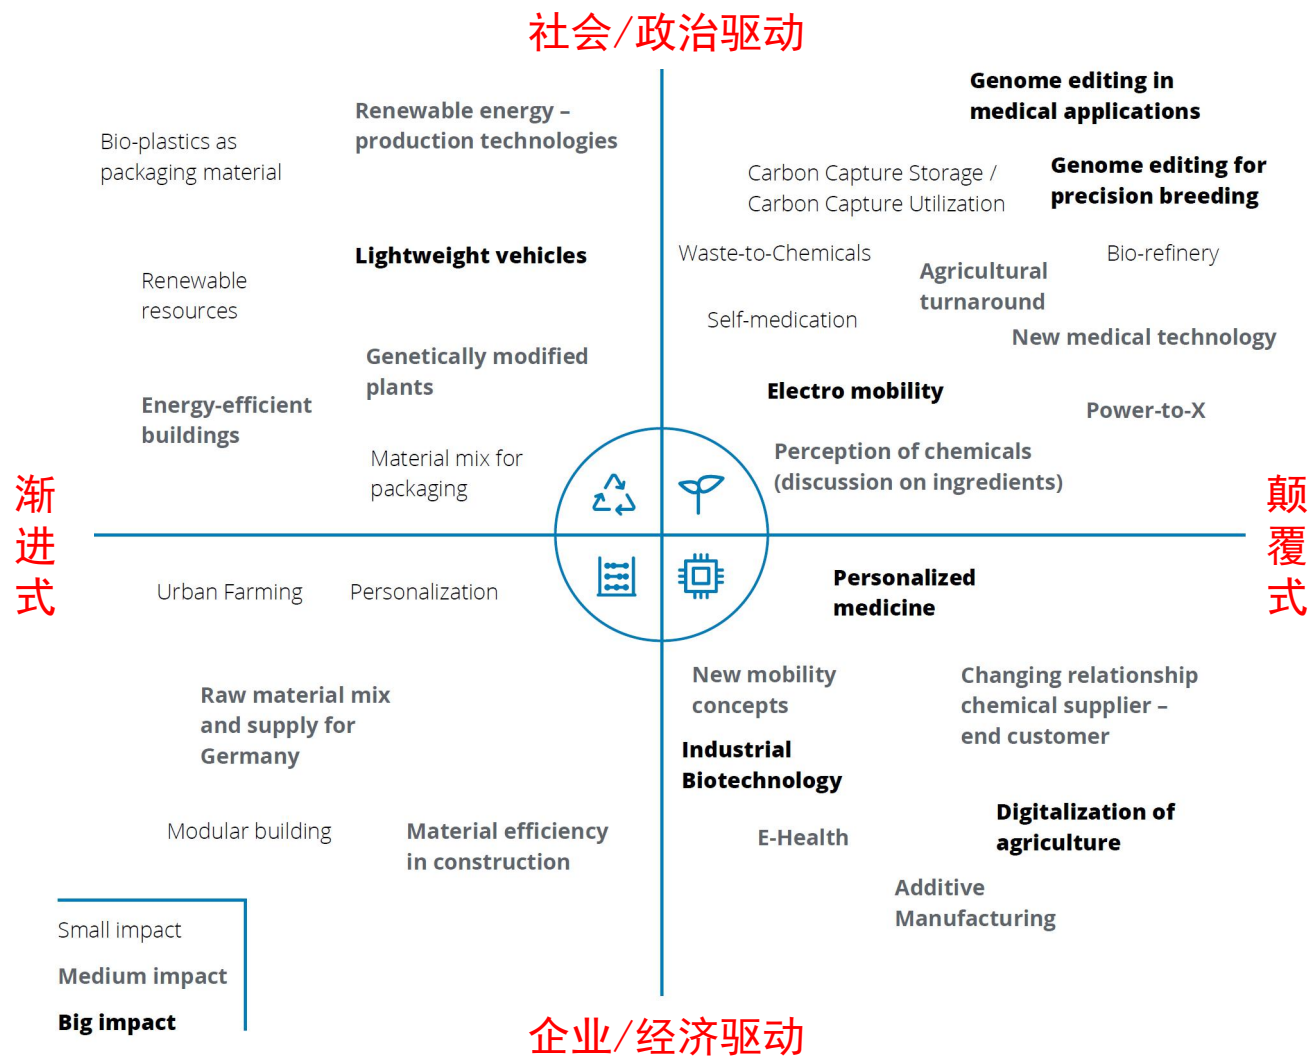 社会/政治驱动
Genome editing in
medical applications
Renewable energy –
production technologies
Bio-plastics as
packaging material
Carbon Capture Storage /
Carbon Capture Utilization
Genome editing for
precision breeding
Lightweight vehicles
Waste-to-Chemicals
Agricultural
turnaround
Bio-refinery
Renewable
resources
Self-medication
New medical technology
Genetically modified
plants
Electro mobility
Power-to-X
Energy-efficient
buildings
Material mix for
packaging
Perception of chemicals
(discussion on ingredients)
渐
进
式
颠
覆
式
Urban Farming
Personalization
Personalized
medicine
Raw material mix
and supply for
Germany
New mobility
concepts
Changing relationship
chemical supplier –
end customer
Industrial
Biotechnology
Modular building
Material efficiency
in construction
E-Health
Digitalization of
agriculture
Additive
Manufacturing
Small impact
Medium impact
Big impact
企业/经济驱动